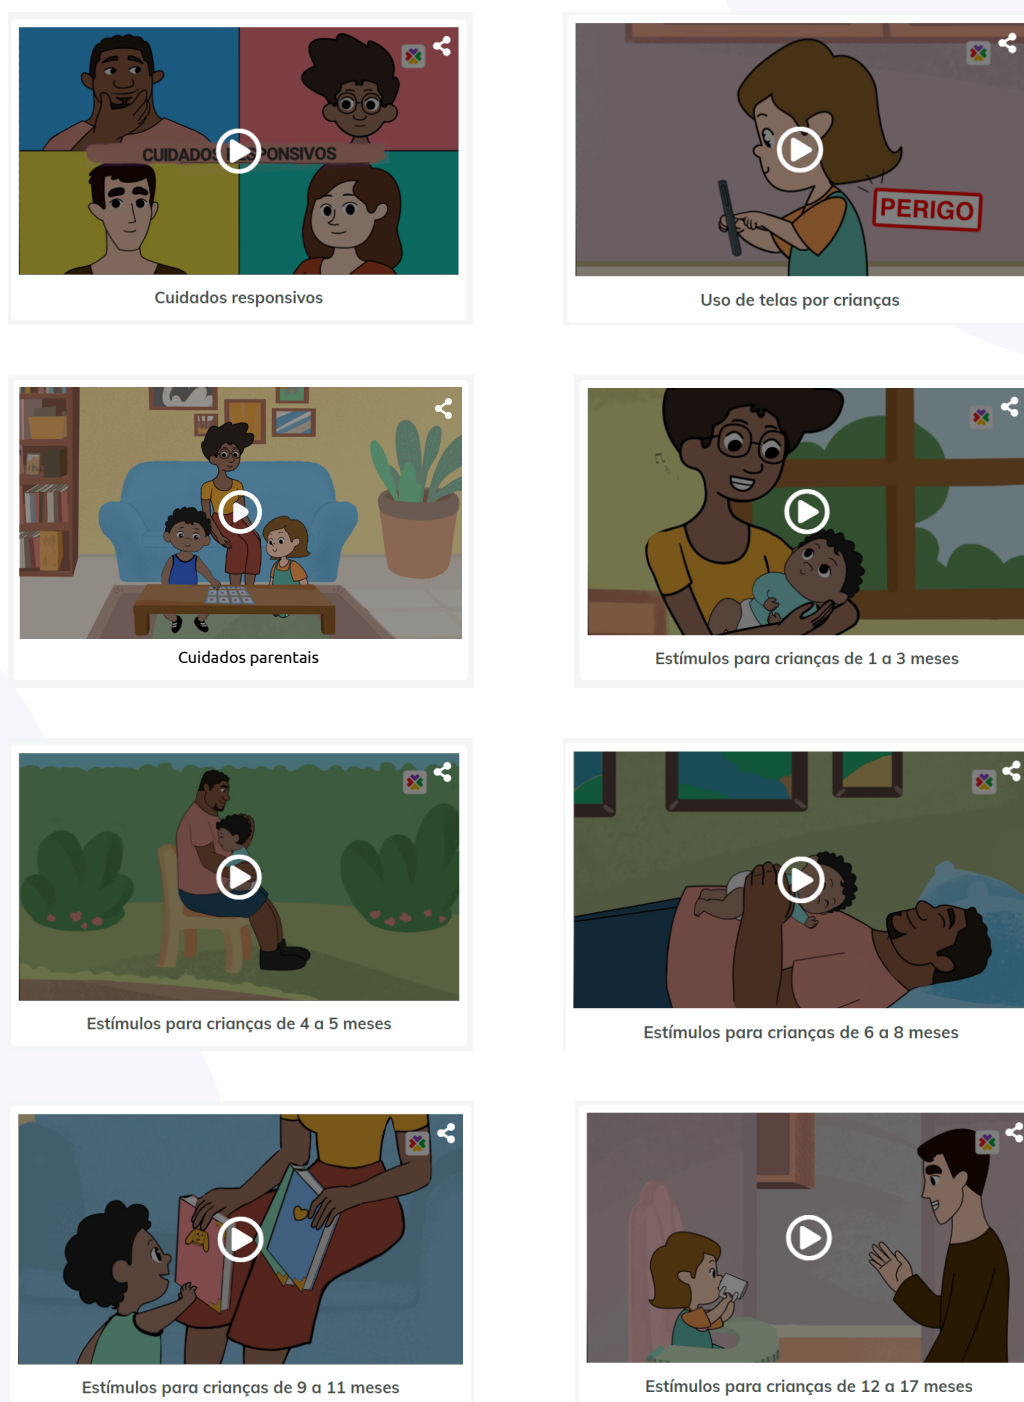 CUIDADOS RESPONSIVOS
Cuidados responsivos
PERIGO
Uso de telas por crianças
Cuidados parentais
Estímulos para crianças de 1 a 3 meses
Estímulos para crianças de 4 a 5 meses
Estímulos para crianças de 6 a 8 meses
Estímulos para crianças de 9 a 11 meses
Estímulos para crianças de 12 a 17 meses